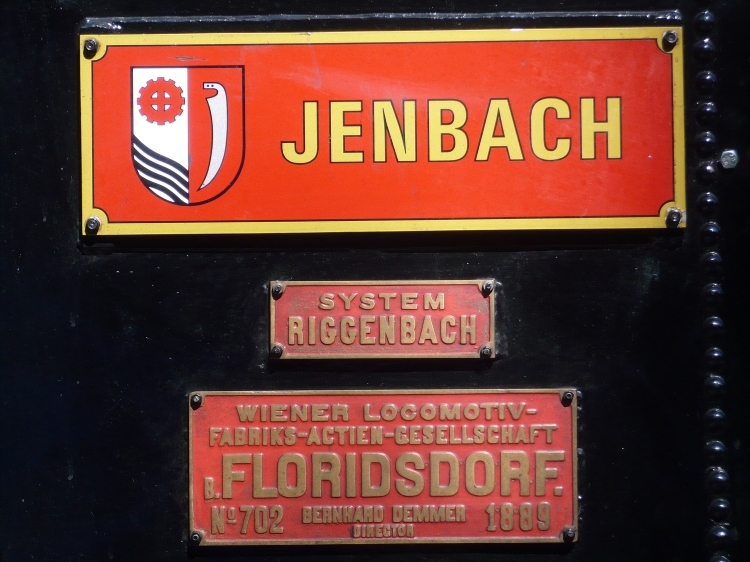 JENBACH
SYSTEM
RIGGENBACH
WIENER LOCOMOTIV-
FABRIKS-ACTIEN-GESELLSCHAFT
B. FLORIDSDORF.
Nº 702 BERNHARD DEMMER 1889
DIRECTOR